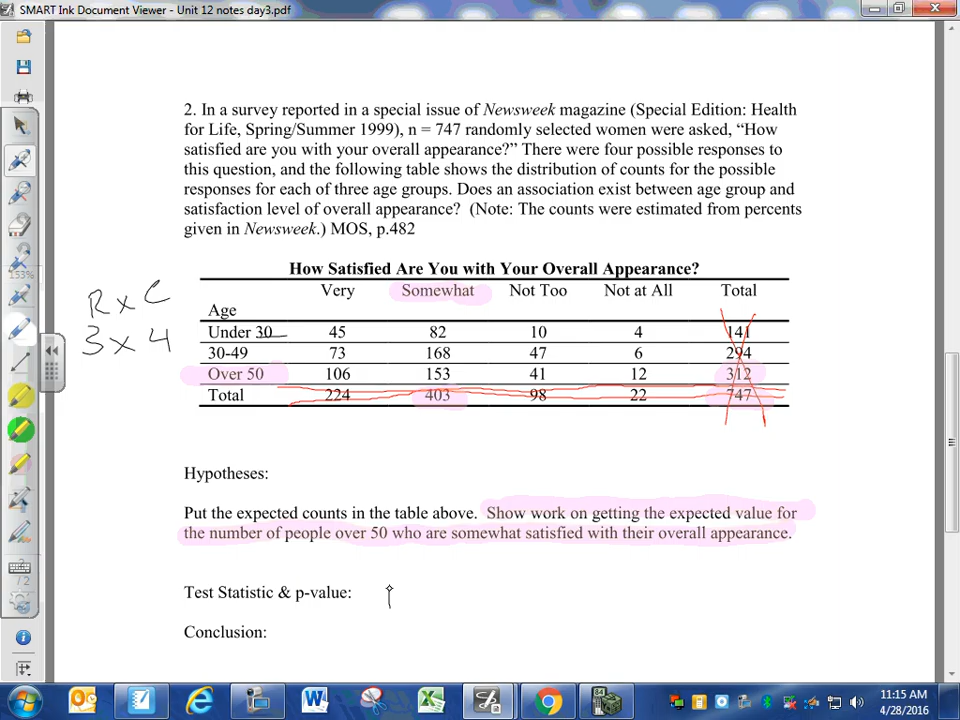 SMART Ink Document Viewer - Unit 12 notes day3.pdf
2. In a survey reported in a special issue of Newsweek magazine (Special Edition: Health
for Life, Spring/Summer 1999), n = 747 randomly selected women were asked, “How
satisfied are you with your overall appearance?” There were four possible responses to
this question, and the following table shows the distribution of counts for the possible
responses for each of three age groups. Does an association exist between age group and
satisfaction level of overall appearance? (Note: The counts were estimated from percents
given in Newsweek.) MOS, p.482
153%
How Satisfied Are You with Your Overall Appearance?
R x C
Very Somewhat Not Too Not at All Total
Age
3 x 4
Under 30 45 82 10 4 141
30-49 73 168 47 6 294
Over 50 106 153 41 12 312
Total 224 403 98 22 747
Hypotheses:
Put the expected counts in the table above. Show work on getting the expected value for
the number of people over 50 who are somewhat satisfied with their overall appearance.
/ 2
Test Statistic & p-value:
Conclusion:
11:15 AM
4/28/2016